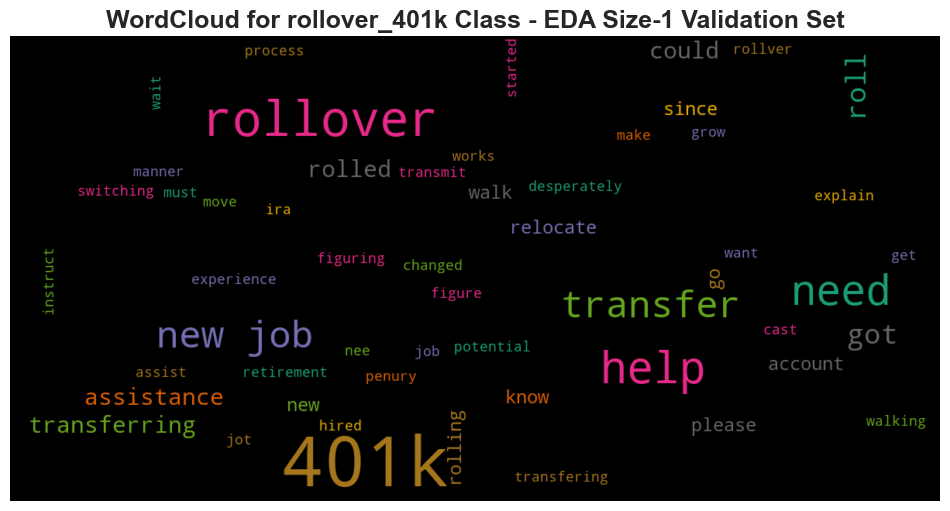 WordCloud for rollover_401k Class - EDA Size-1 Validation Set
process
started
could
rollver
roll
wait
rollover
since
make
grow
works
rolled
transmit
manner
switching
must
move
ira
walk
desperately
explain
relocate
instruct
figuring
changed
want
get
experience
figure
go
need
transfer
new job
cast
got
nee
job
potential
help
account
assist
retirement
penury
assistance
new
know
transferring
hired
please
walking
jot
401k
rolling
transfering